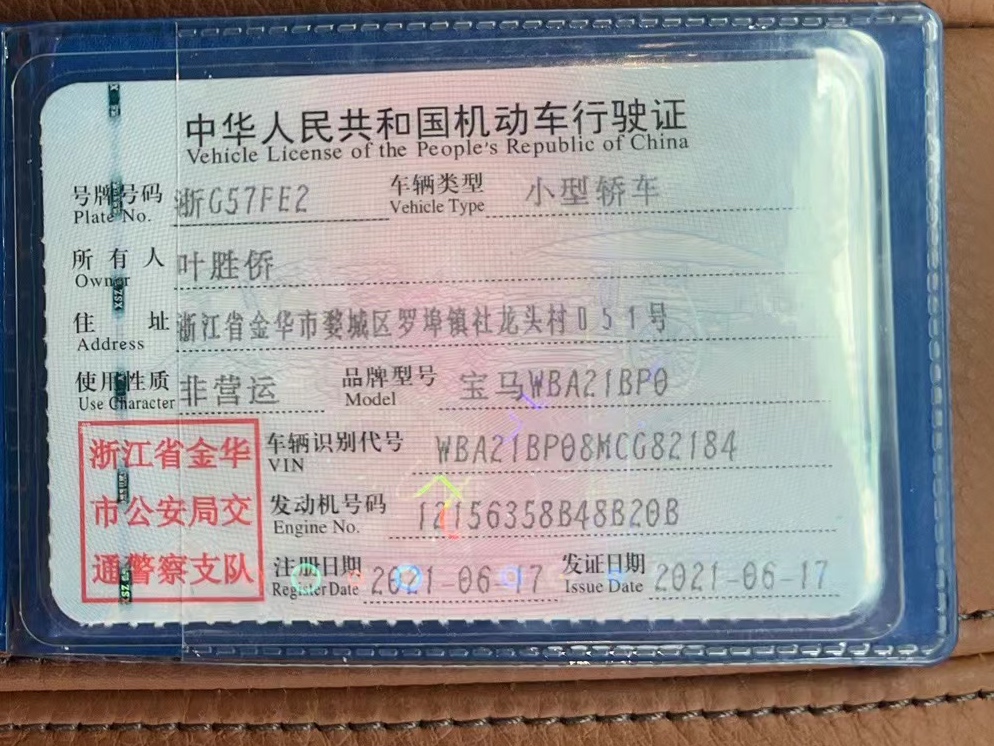 中华人民共和国机动车行驶证
Vehicle License of the People's Republic of China
号牌号码 浙G57FE2 车辆类型 小型轿车
Plate No. Vehicle Type
所有人 叶胜侨
Owner
住址 浙江省金华市婺城区罗埠镇社龙头村051号
Address
使用性质 非营运 品牌型号 宝马WBA21BP0
Use Character Model
浙江省金华
市公安局交
通警察支队
车辆识别代号 WBA21BP08MCG82184
VIN
发动机号码 12156358B48B20B
Engine No.
注册日期 2021-06-17 发证日期 2021-06-17
Register Date Issue Date